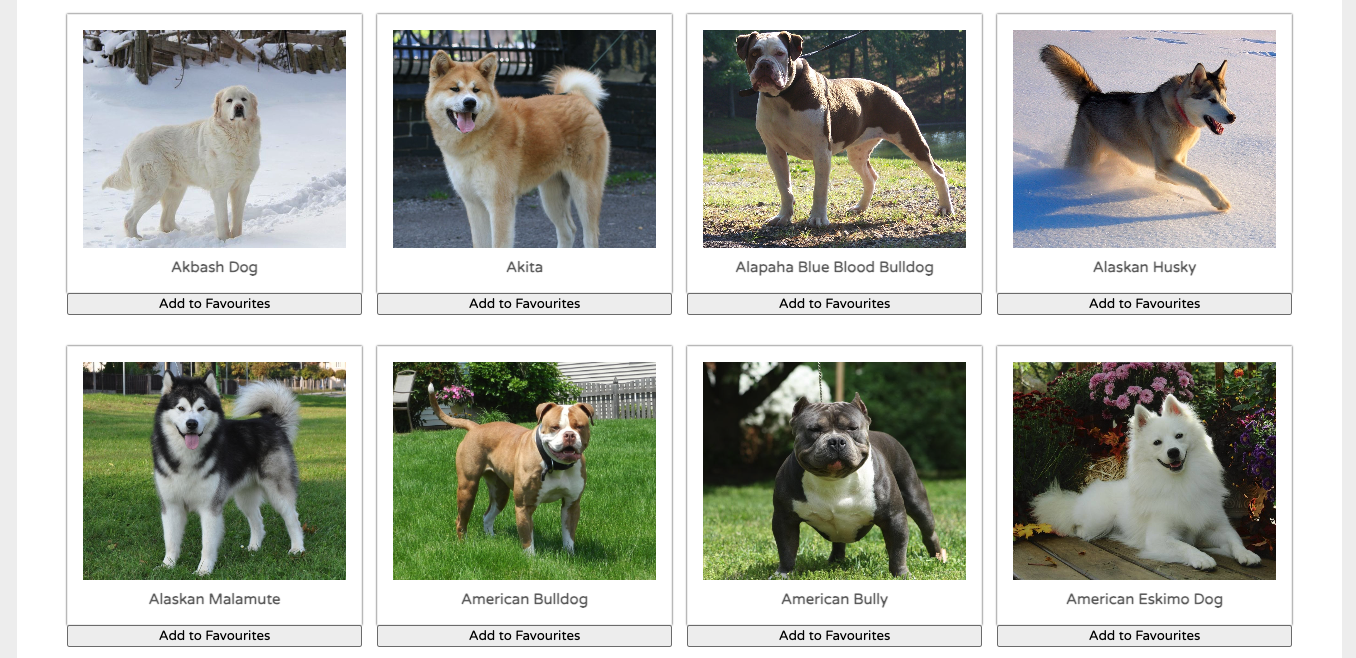 Akbash Dog
Akita
Alapaha Blue Blood Bulldog
Alaskan Husky
Add to Favourites
Add to Favourites
Add to Favourites
Add to Favourites
Alaskan Malamute
American Bulldog
American Bully
American Eskimo Dog
Add to Favourites
Add to Favourites
Add to Favourites
Add to Favourites